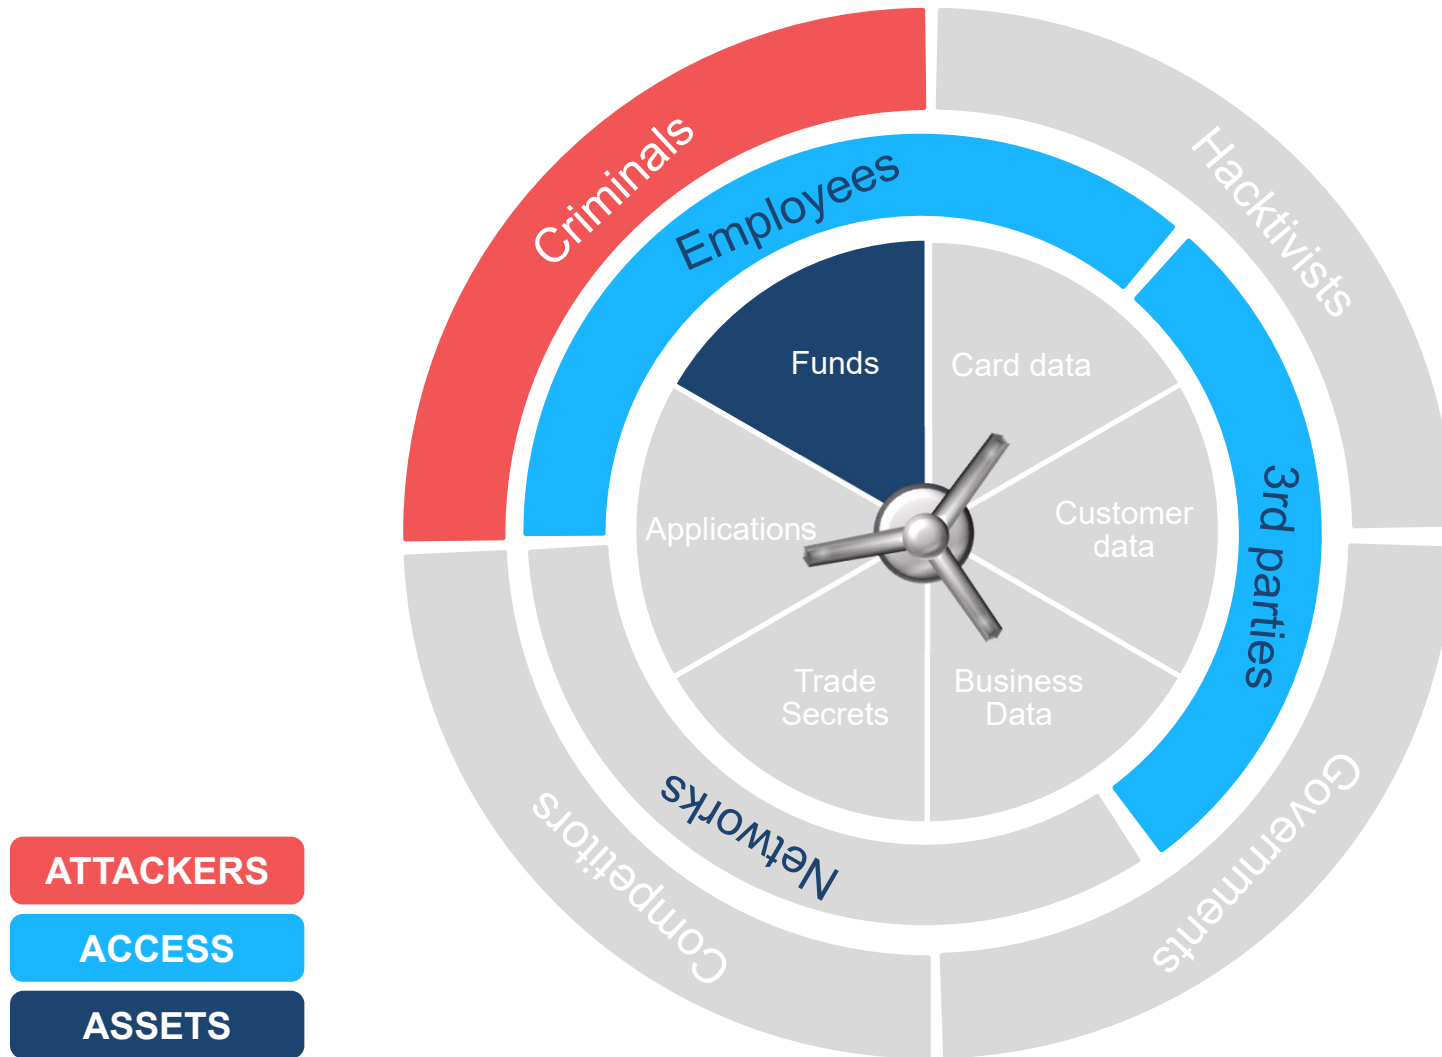 Criminals
Hacktivists
Employees
Funds
Card data
3rd parties
Applications
Customer
data
Trade
Secrets
Business
Data
Networks
Competitors
Governments
ATTACKERS
ACCESS
ASSETS